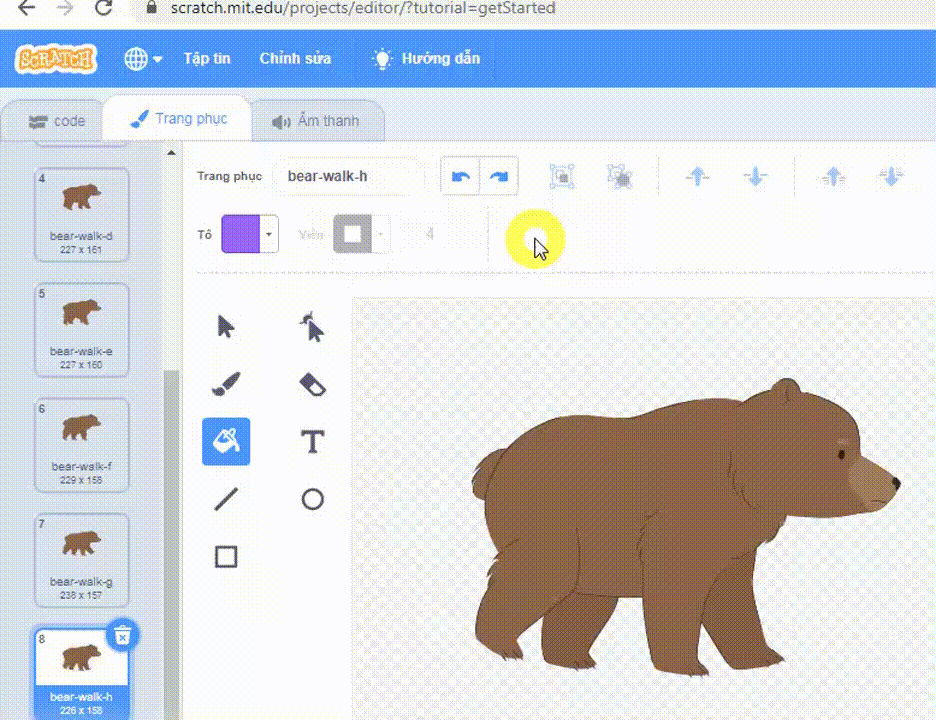 scratch.mit.edu/projects/editor/?tutorial=getStarted
SCRATCH
Tập tin
Chỉnh sửa
Hướng dẫn
code
Trang phục
Âm thanh
Trang phục
bear-walk-h
Tô
Viền
4
4
bear-walk-d
227 x 161
5
bear-walk-e
227 x 160
6
bear-walk-f
229 x 158
7
bear-walk-g
238 x 157
8
bear-walk-h
226 x 158
T